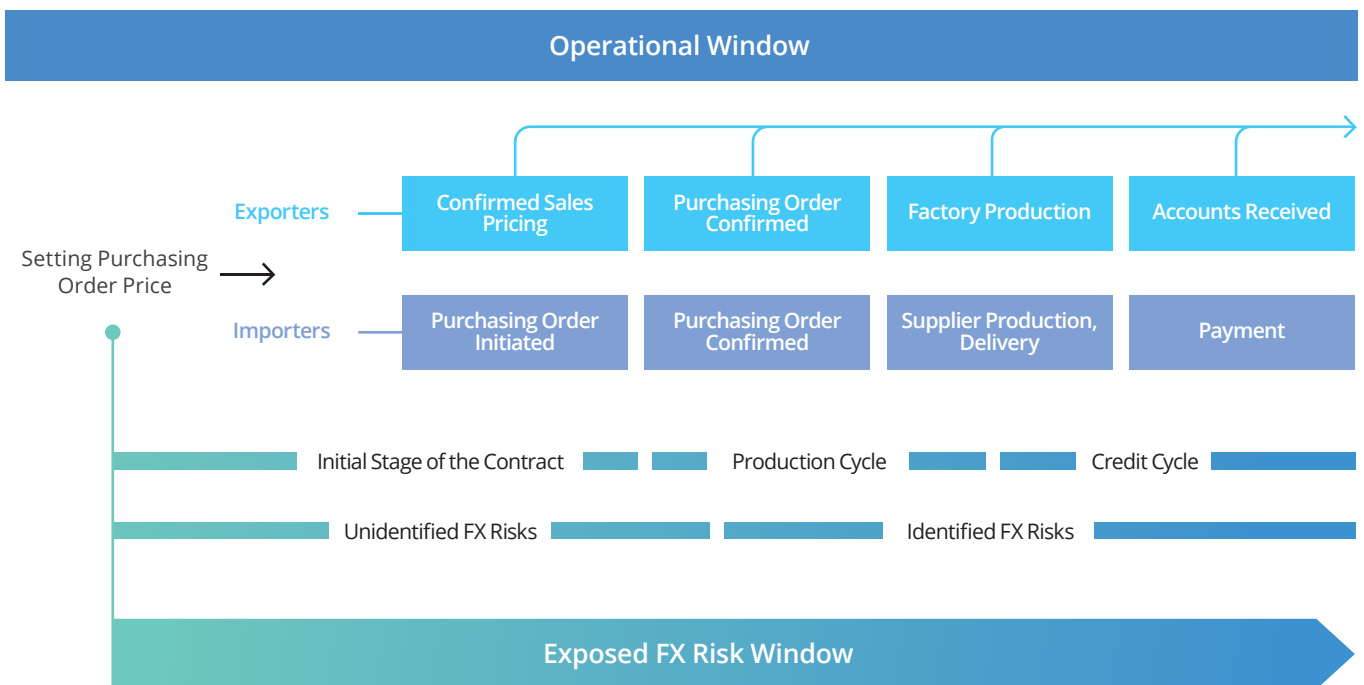 Operational Window
Exporters
Confirmed Sales
Pricing
Purchasing Order
Confirmed
Factory Production
Accounts Received
Setting Purchasing
Order Price
Importers
Purchasing Order
Initiated
Purchasing Order
Confirmed
Supplier Production,
Delivery
Payment
Initial Stage of the Contract
Production Cycle
Credit Cycle
Unidentified FX Risks
Identified FX Risks
Exposed FX Risk Window